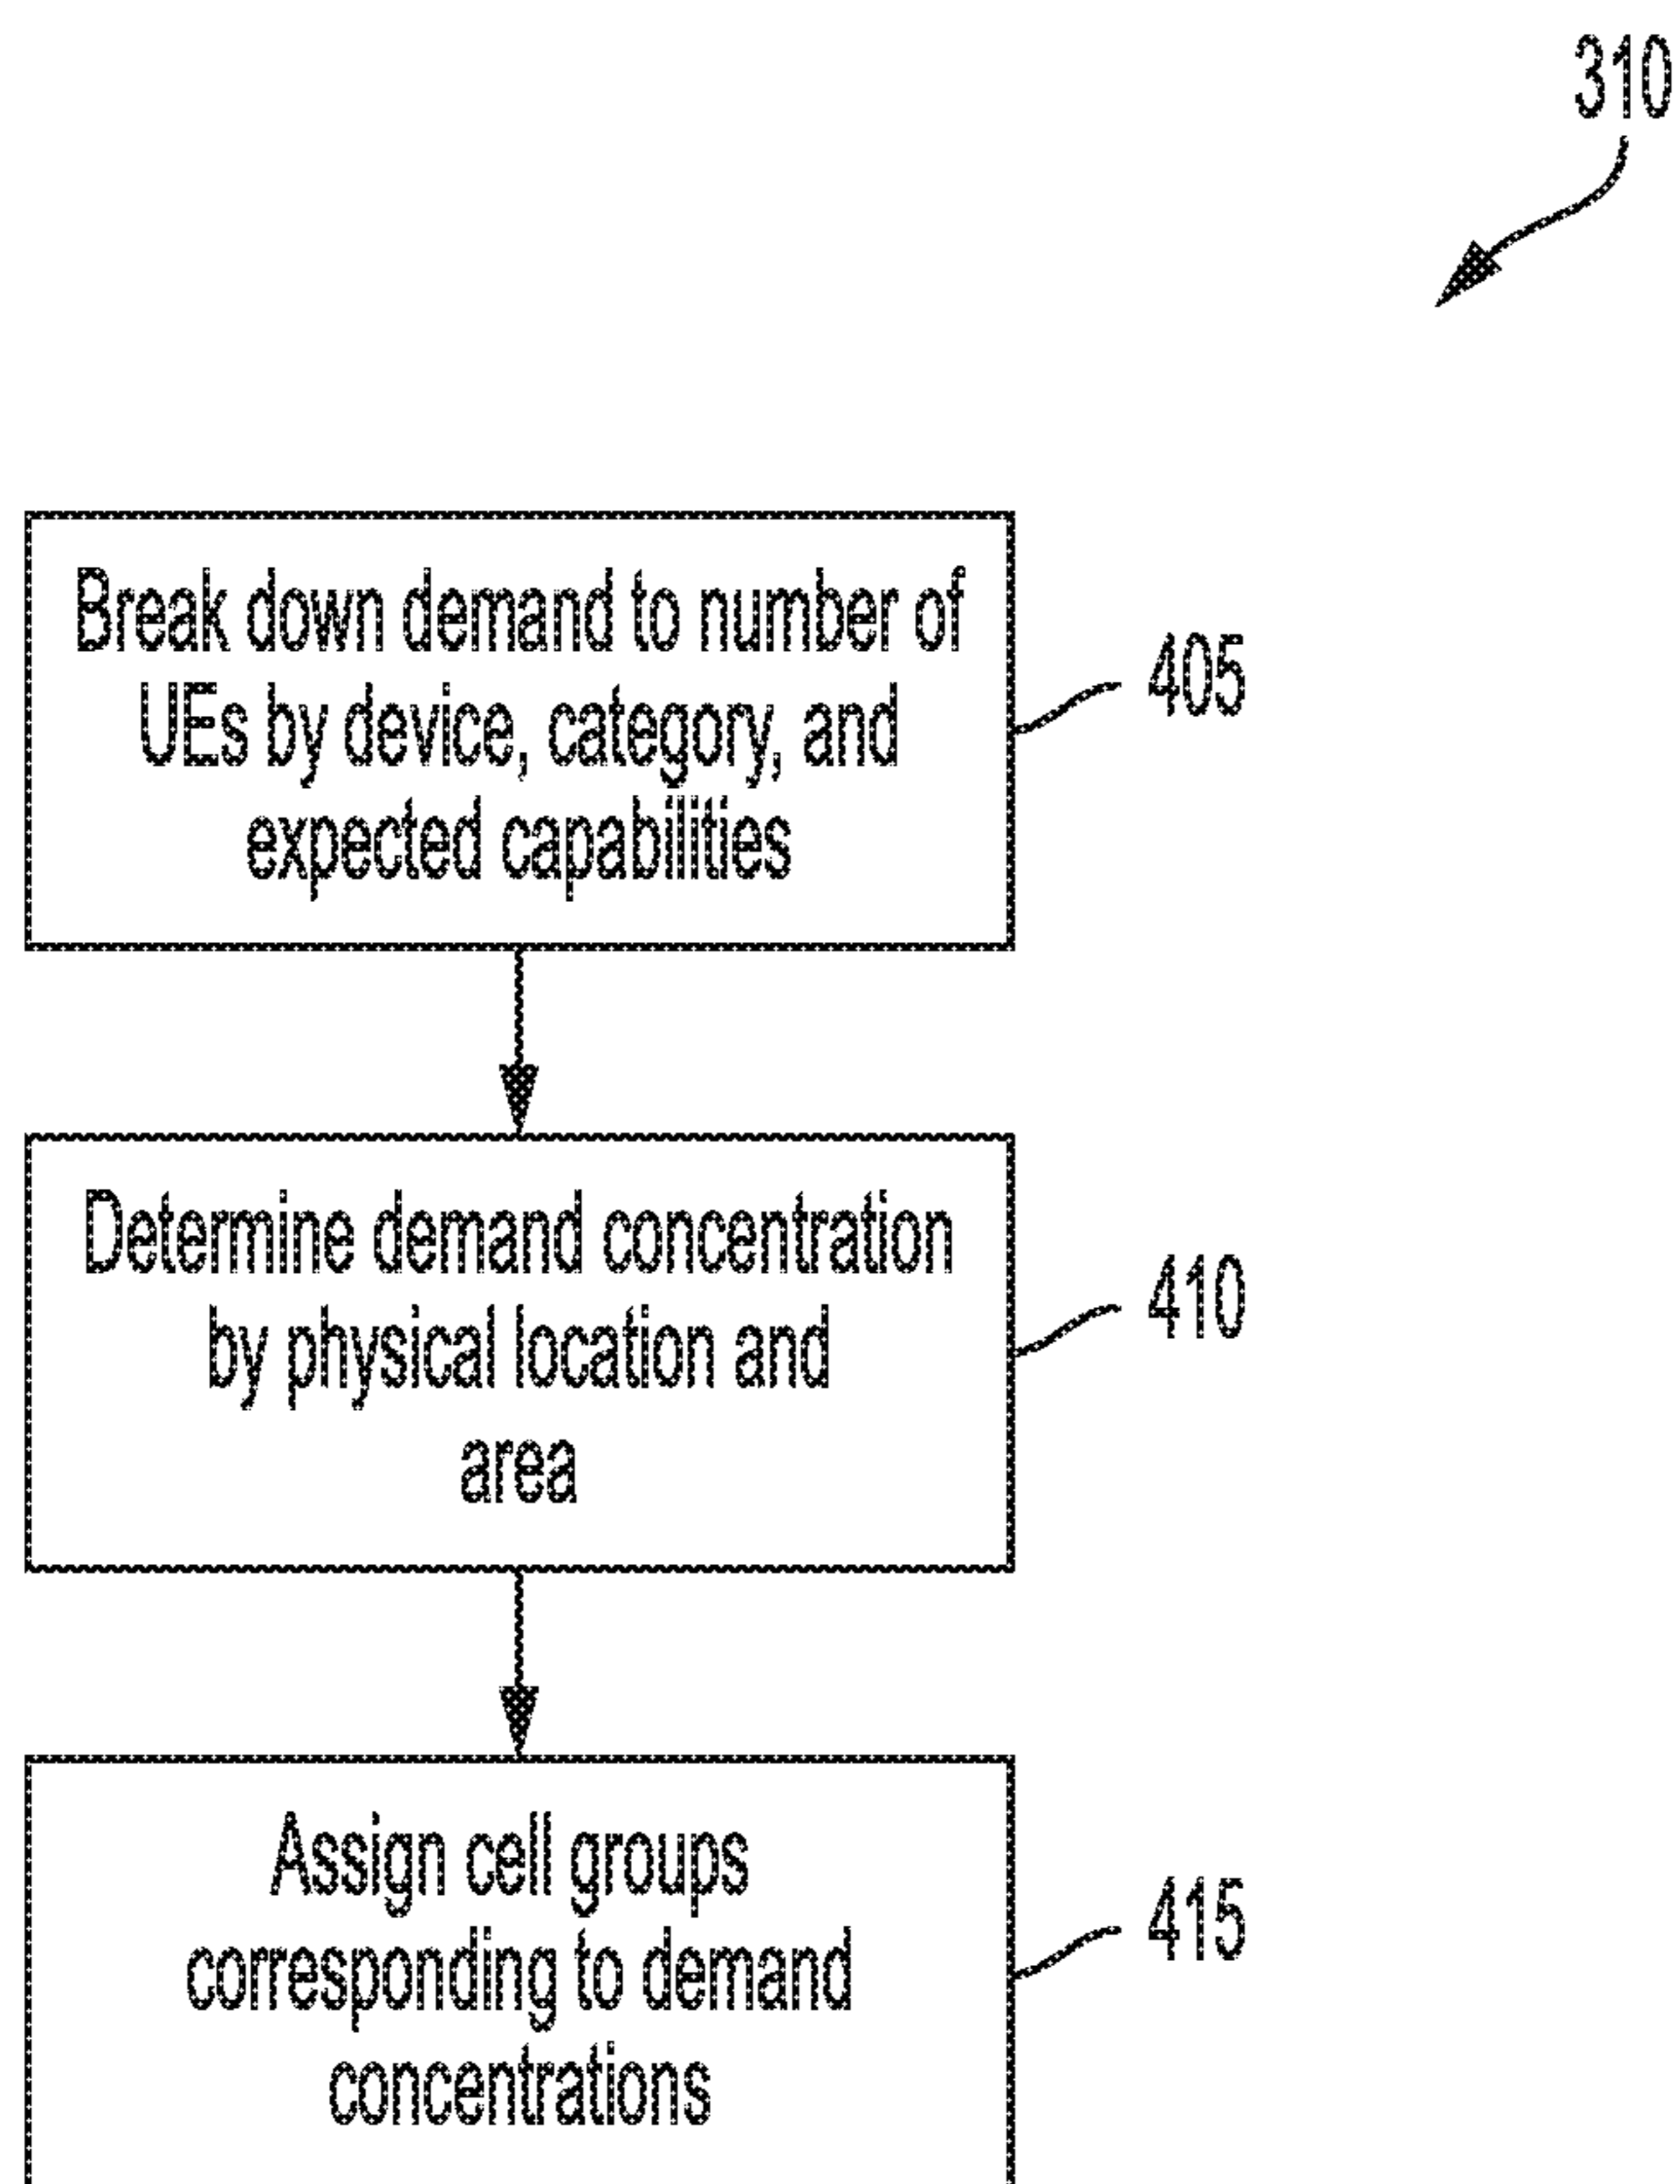 310
Break down demand to number of
UEs by device, category, and
expected capabilities
405
Determine demand concentration
by physical location and
area
410
Assign cell groups
corresponding to demand
concentrations
415